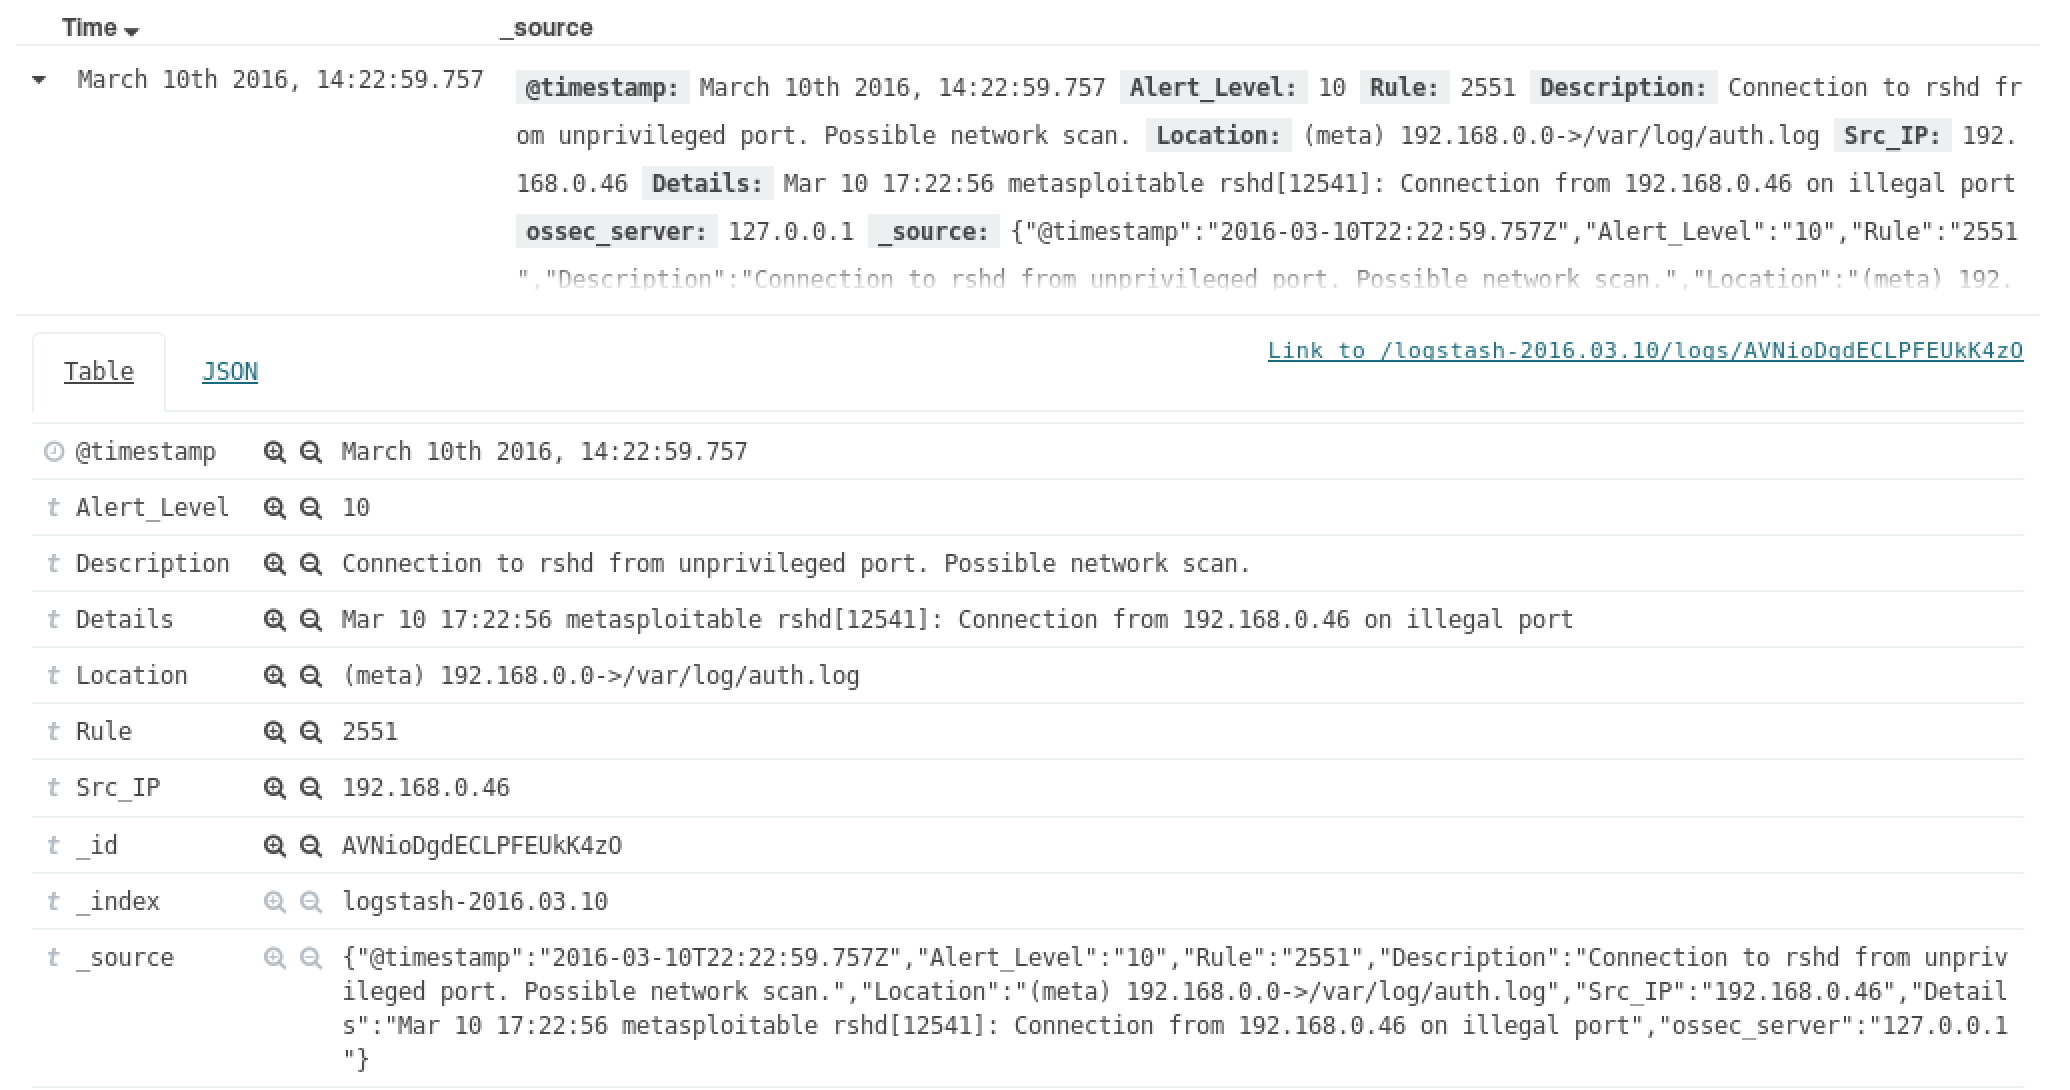 Time _source
March 10th 2016, 14:22:59.757 @timestamp: March 10th 2016, 14:22:59.757 Alert_Level: 10 Rule: 2551 Description: Connection to rshd fr
om unprivileged port. Possible network scan. Location: (meta) 192.168.0.0->/var/log/auth.log Src_IP: 192.
168.0.46 Details: Mar 10 17:22:56 metasploitable rshd[12541]: Connection from 192.168.0.46 on illegal port
ossec_server: 127.0.0.1 _source: {"@timestamp":"2016-03-10T22:22:59.757Z","Alert_Level":"10","Rule":"2551
","Description":"Connection to rshd from unprivileged port. Possible network scan.","Location":"(meta) 192.
Link to /logstash-2016.03.10/logs/AVNioDgdECLPFEUkK4zO
Table JSON
@timestamp March 10th 2016, 14:22:59.757
t Alert_Level 10
t Description Connection to rshd from unprivileged port. Possible network scan.
t Details Mar 10 17:22:56 metasploitable rshd[12541]: Connection from 192.168.0.46 on illegal port
t Location (meta) 192.168.0.0->/var/log/auth.log
t Rule 2551
t Src_IP 192.168.0.46
t _id AVNioDgdECLPFEUkK4zO
t _index logstash-2016.03.10
t _source {"@timestamp":"2016-03-10T22:22:59.757Z","Alert_Level":"10","Rule":"2551","Description":"Connection to rshd from unpriv
ileged port. Possible network scan.","Location":"(meta) 192.168.0.0->/var/log/auth.log","Src_IP":"192.168.0.46","Detail
s":"Mar 10 17:22:56 metasploitable rshd[12541]: Connection from 192.168.0.46 on illegal port","ossec_server":"127.0.0.1
"}